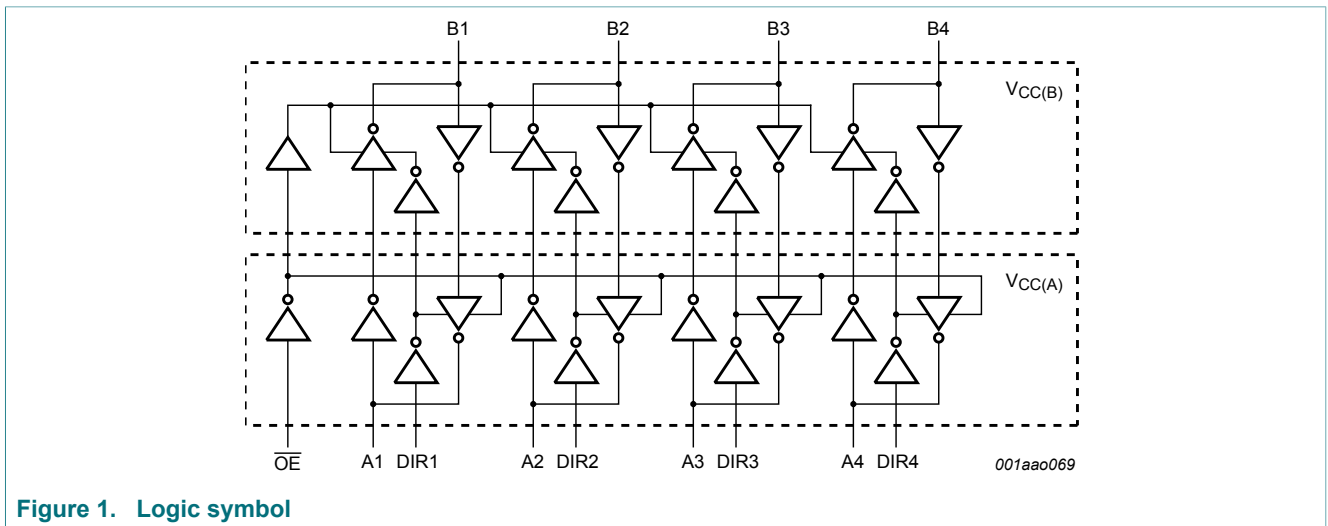 B1 B2 B3 B4
VCC(B)
VCC(A)
OE A1 DIR1 A2 DIR2 A3 DIR3 A4 DIR4 001aao069
Figure 1. Logic symbol